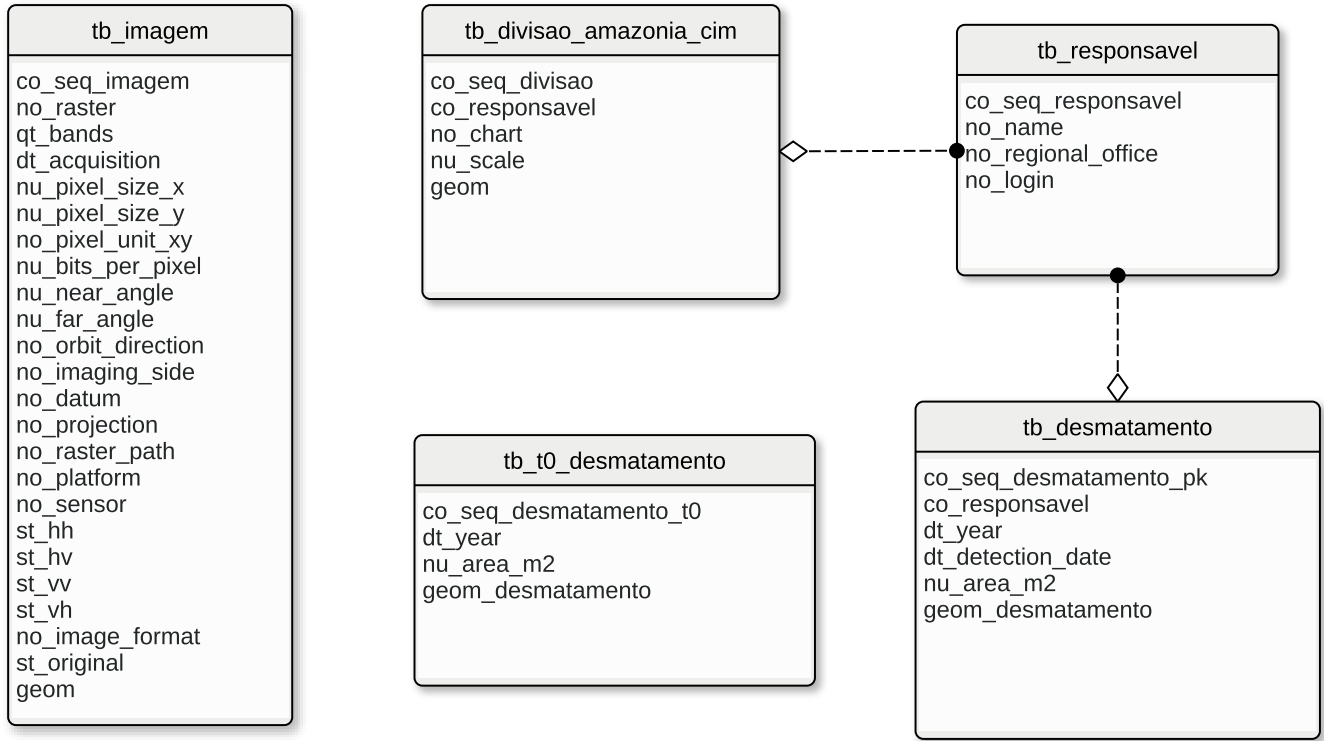 tb_imagem
co_seq_imagem
no_raster
qt_bands
dt_acquisition
nu_pixel_size_x
nu_pixel_size_y
no_pixel_unit_xy
nu_bits_per_pixel
nu_near_angle
nu_far_angle
no_orbit_direction
no_imaging_side
no_datum
no_projection
no_raster_path
no_platform
no_sensor
st_hh
st_hv
st_vv
st_vh
no_image_format
st_original
geom
tb_divisao_amazonia_cim
co_seq_divisao
co_responsavel
no_chart
nu_scale
geom
tb_responsavel
co_seq_responsavel
no_name
no_regional_office
no_login
tb_t0_desmatamento
co_seq_desmatamento_t0
dt_year
nu_area_m2
geom_desmatamento
tb_desmatamento
co_seq_desmatamento_pk
co_responsavel
dt_year
dt_detection_date
nu_area_m2
geom_desmatamento